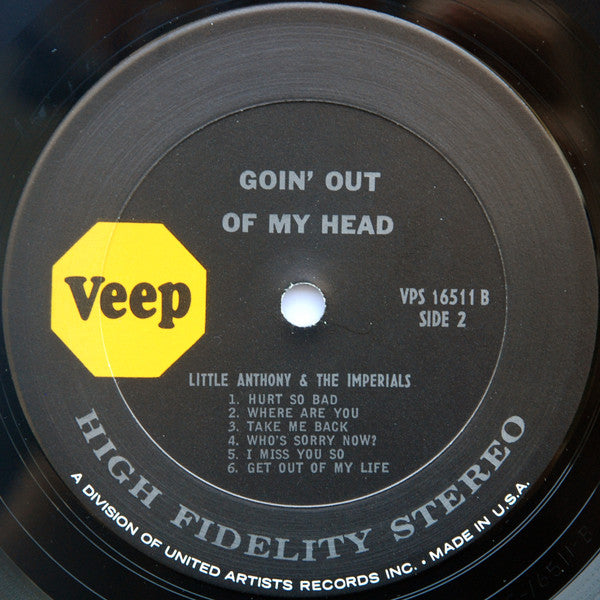 GOIN' OUT
OF MY HEAD
Veep
VPS 16511 B
SIDE 2
LITTLE ANTHONY & THE IMPERIALS
1. HURT SO BAD
2. WHERE ARE YOU
3. TAKE ME BACK
4. WHO'S SORRY NOW?
5. I MISS YOU SO
6. GET OUT OF MY LIFE
HIGH FIDELITY STEREO
A DIVISION OF UNITED ARTISTS RECORDS INC. • MADE IN U.S.A.